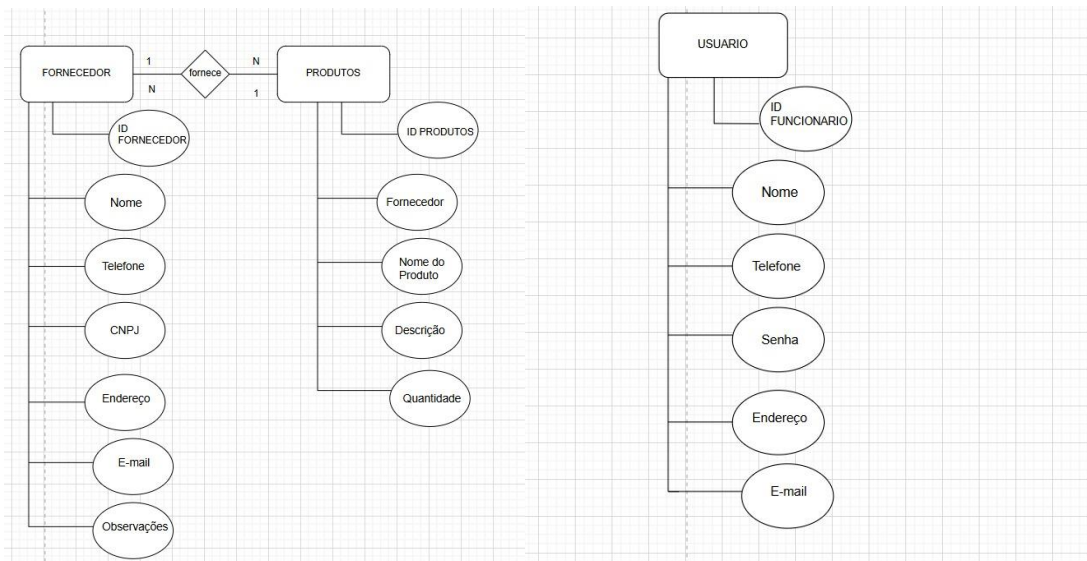 FORNECEDOR
1
N
fornece
N
1
PRODUTOS
ID
FORNECEDOR
Nome
Telefone
CNPJ
Endereço
E-mail
Observações
ID PRODUTOS
Fornecedor
Nome do
Produto
Descrição
Quantidade
USUARIO
ID
FUNCIONARIO
Nome
Telefone
Senha
Endereço
E-mail